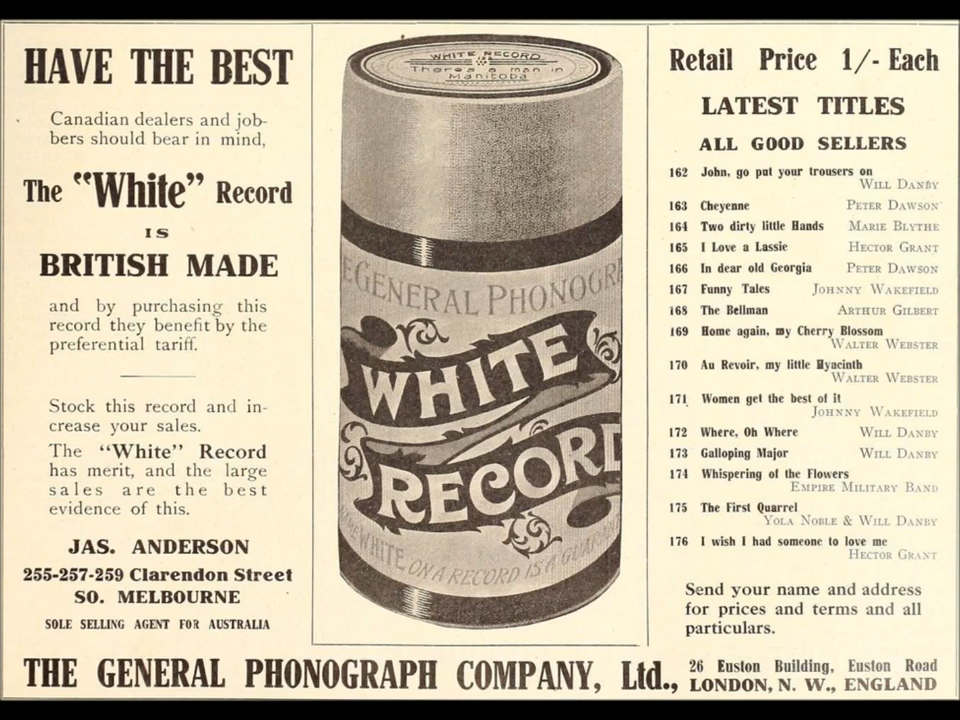 HAVE THE BEST
Canadian dealers and job-
bers should bear in mind,
The "White" Record
IS
BRITISH MADE
and by purchasing this
record they benefit by the
preferential tariff.
Stock this record and in-
crease your sales.
The "White" Record
has merit, and the large
sales are the best
evidence of this.
JAS. ANDERSON
255-257-259 Clarendon Street
SO. MELBOURNE
SOLE SELLING AGENT FOR AUSTRALIA
WHITE RECORD
There's a man in
Manitoba
GENERAL PHONOGRA
WHITE
RECORD
WHITE ON A RECORD IS A GUARAN
Retail Price 1/- Each
LATEST TITLES
ALL GOOD SELLERS
162 John, go put your trousers on
WILL DANBY
163 Cheyenne PETER DAWSON
164 Two dirty little Hands MARIE BLYTHE
165 I Love a Lassie HECTOR GRANT
166 In dear old Georgia PETER DAWSON
167 Funny Tales JOHNNY WAKEFIELD
168 The Bellman ARTHUR GILBERT
169 Home again, my Cherry Blossom
WALTER WEBSTER
170 Au Revoir, my little Hyacinth
WALTER WEBSTER
171 Women get the best of it
JOHNNY WAKEFIELD
172 Where, Oh Where WILL DANBY
173 Galloping Major WILL DANBY
174 Whispering of the Flowers
EMPIRE MILITARY BAND
175 The First Quarrel
YOLA NOBLE & WILL DANBY
176 I wish I had someone to love me
HECTOR GRANT
Send your name and address
for prices and terms and all
particulars.
THE GENERAL PHONOGRAPH COMPANY, Ltd.,
26 Euston Building, Euston Road
LONDON, N. W., ENGLAND